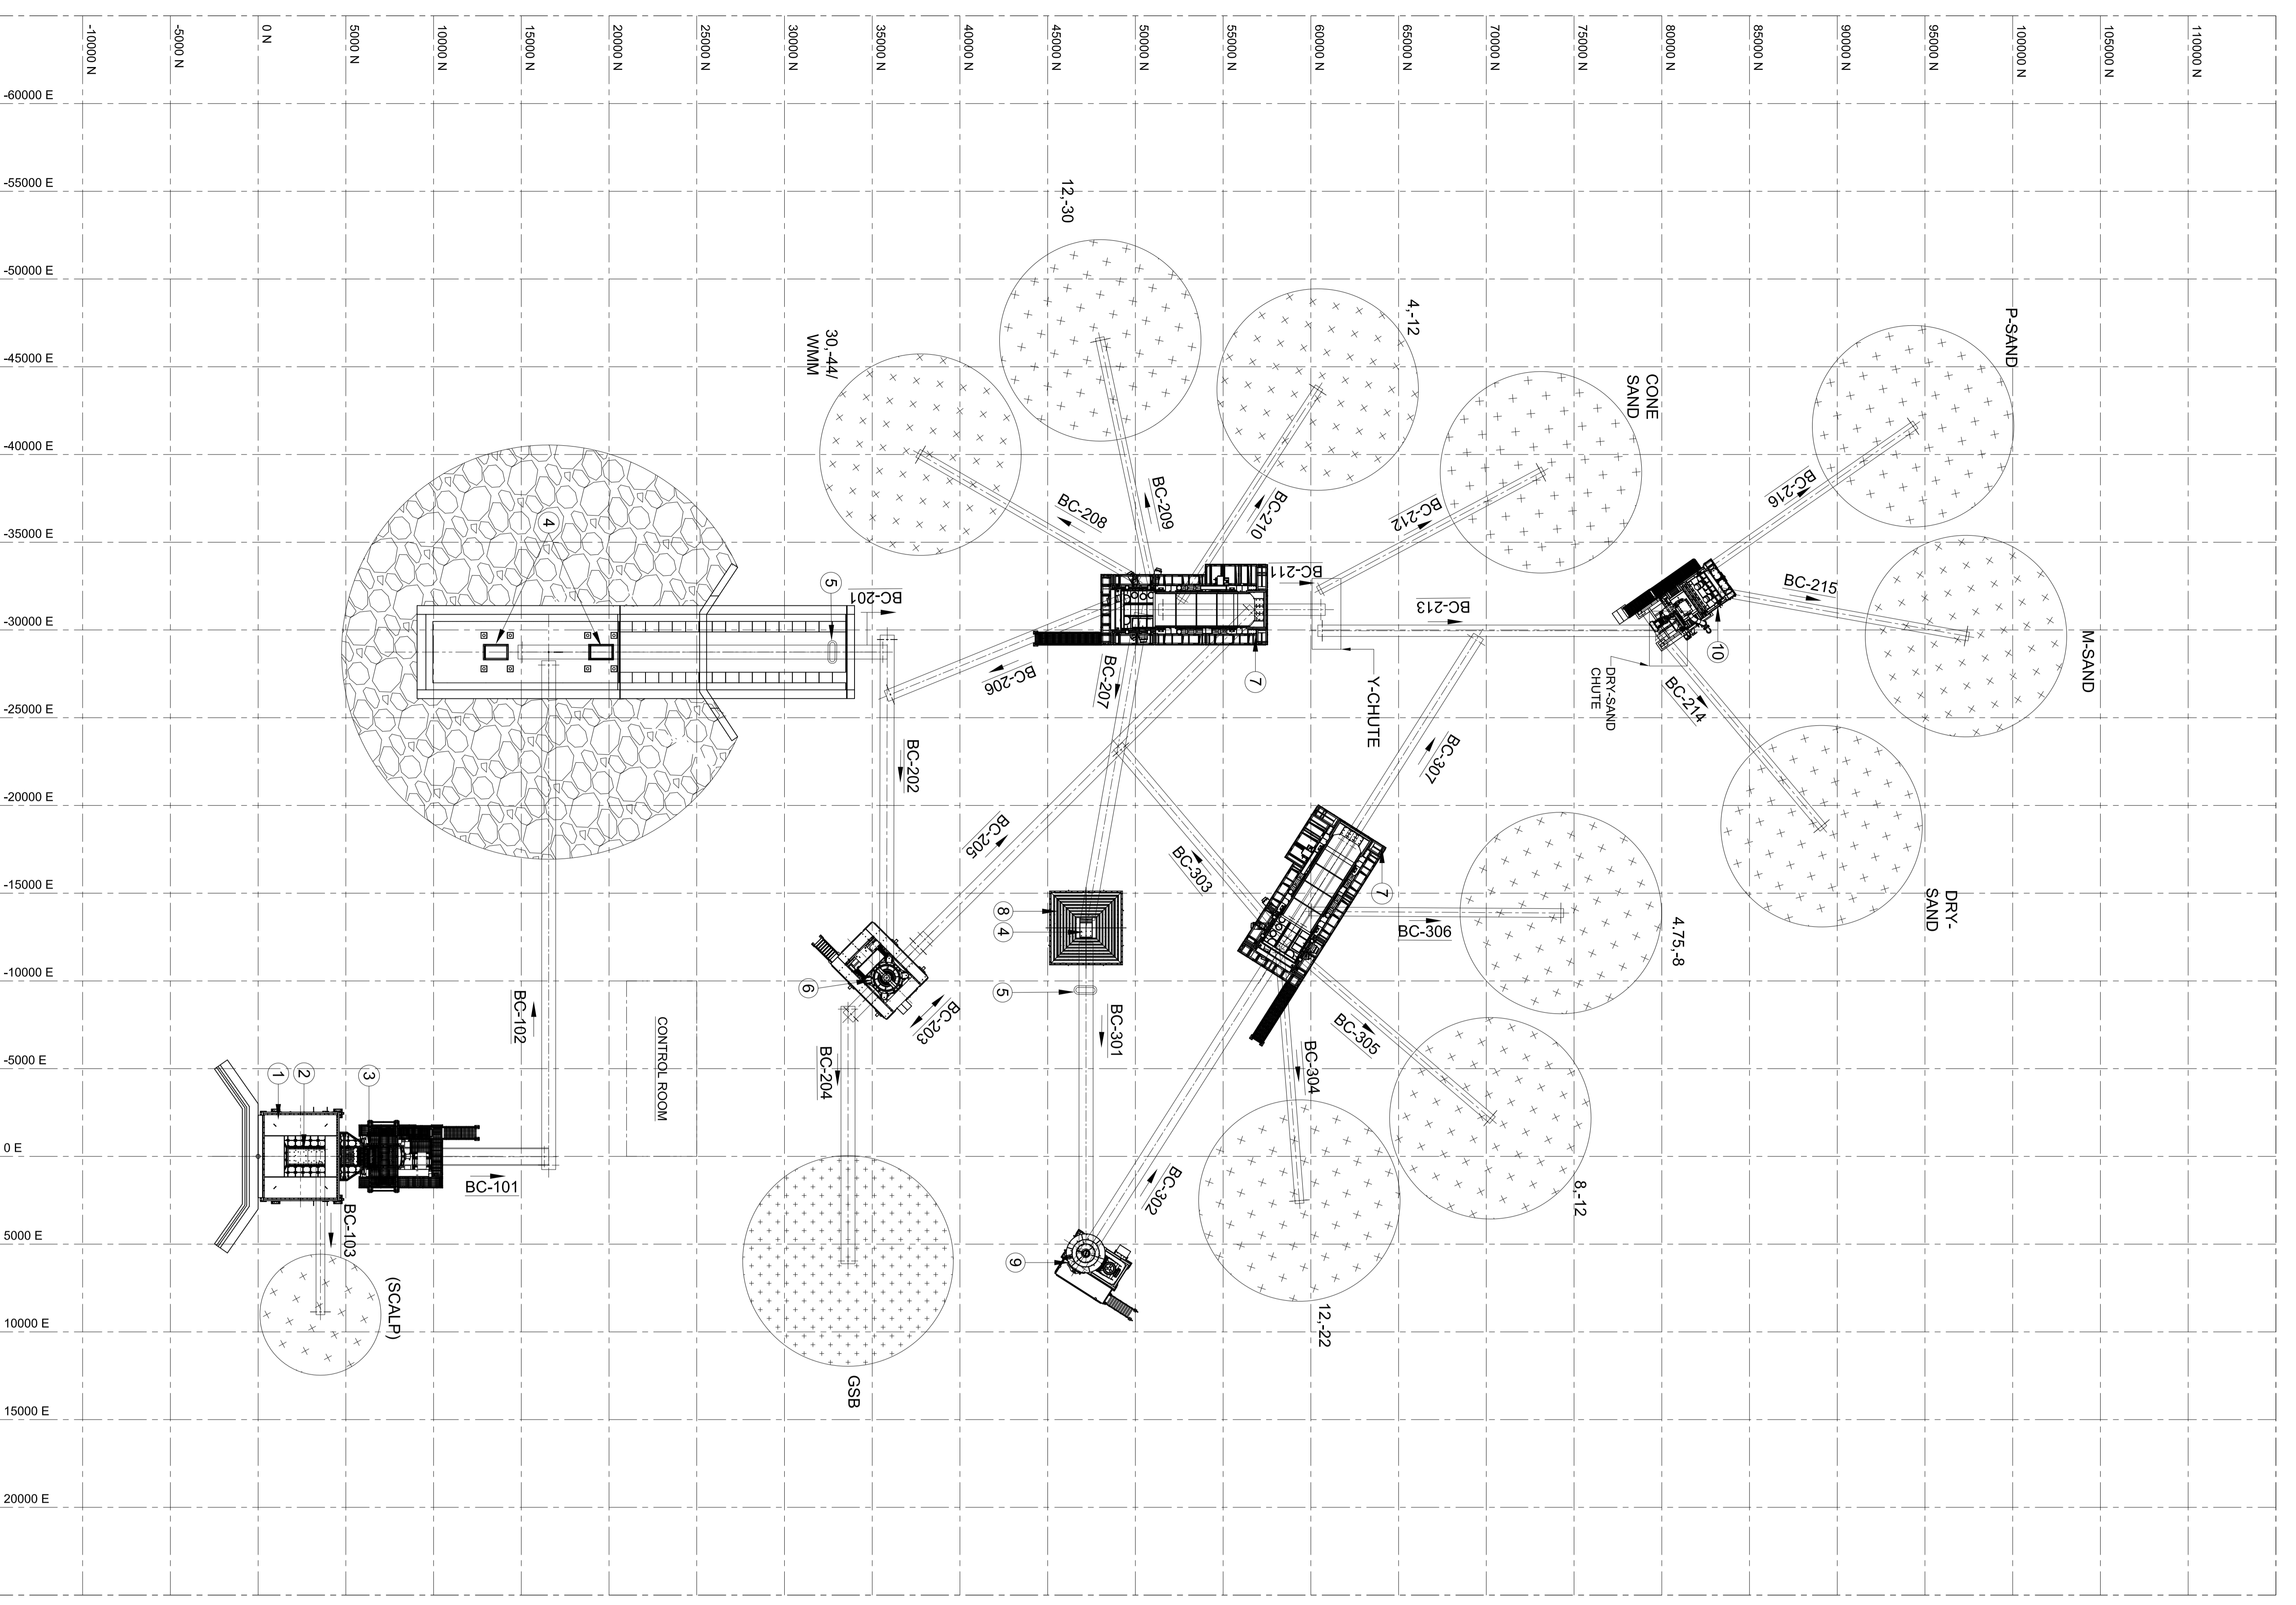 -10000 N
-5000 N
0 N
5000 N
10000 N
15000 N
20000 N
25000 N
30000 N
35000 N
40000 N
45000 N
50000 N
55000 N
60000 N
65000 N
70000 N
75000 N
80000 N
85000 N
90000 N
95000 N
100000 N
105000 N
110000 N
-60000 E
-55000 E
-50000 E
-45000 E
-40000 E
-35000 E
-30000 E
-25000 E
-20000 E
-15000 E
-10000 E
-5000 E
0 E
5000 E
10000 E
15000 E
20000 E
12,-30
4,-12
30,-44/
WMM
CONE
SAND
P-SAND
M-SAND
DRY-
SAND
BC-208
BC-209
BC-210
BC-211
BC-212
BC-213
BC-216
BC-215
BC-214
10
DRY-SAND
CHUTE
Y-CHUTE
7
4
5
BC-201
BC-206
BC-207
BC-202
BC-205
BC-303
BC-307
7
BC-306
4.75,-8
8
4
5
6
BC-203
BC-204
BC-301
BC-305
BC-304
8,-12
12,-22
BC-302
9
GSB
CONTROL ROOM
BC-102
1
2
3
BC-101
BC-103
(SCALP)